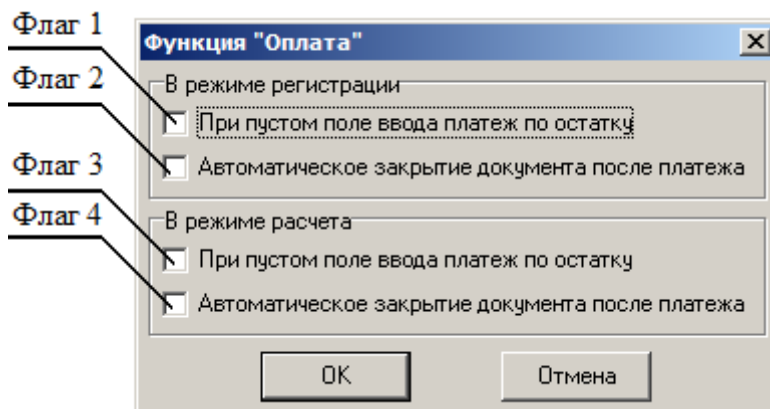 Флаг 1
Функция "Оплата"
Флаг 2
В режиме регистрации
При пустом поле ввода платеж по остатку
Автоматическое закрытие документа после платежа
Флаг 3
Флаг 4
В режиме расчета
При пустом поле ввода платеж по остатку
Автоматическое закрытие документа после платежа
OK
Отмена